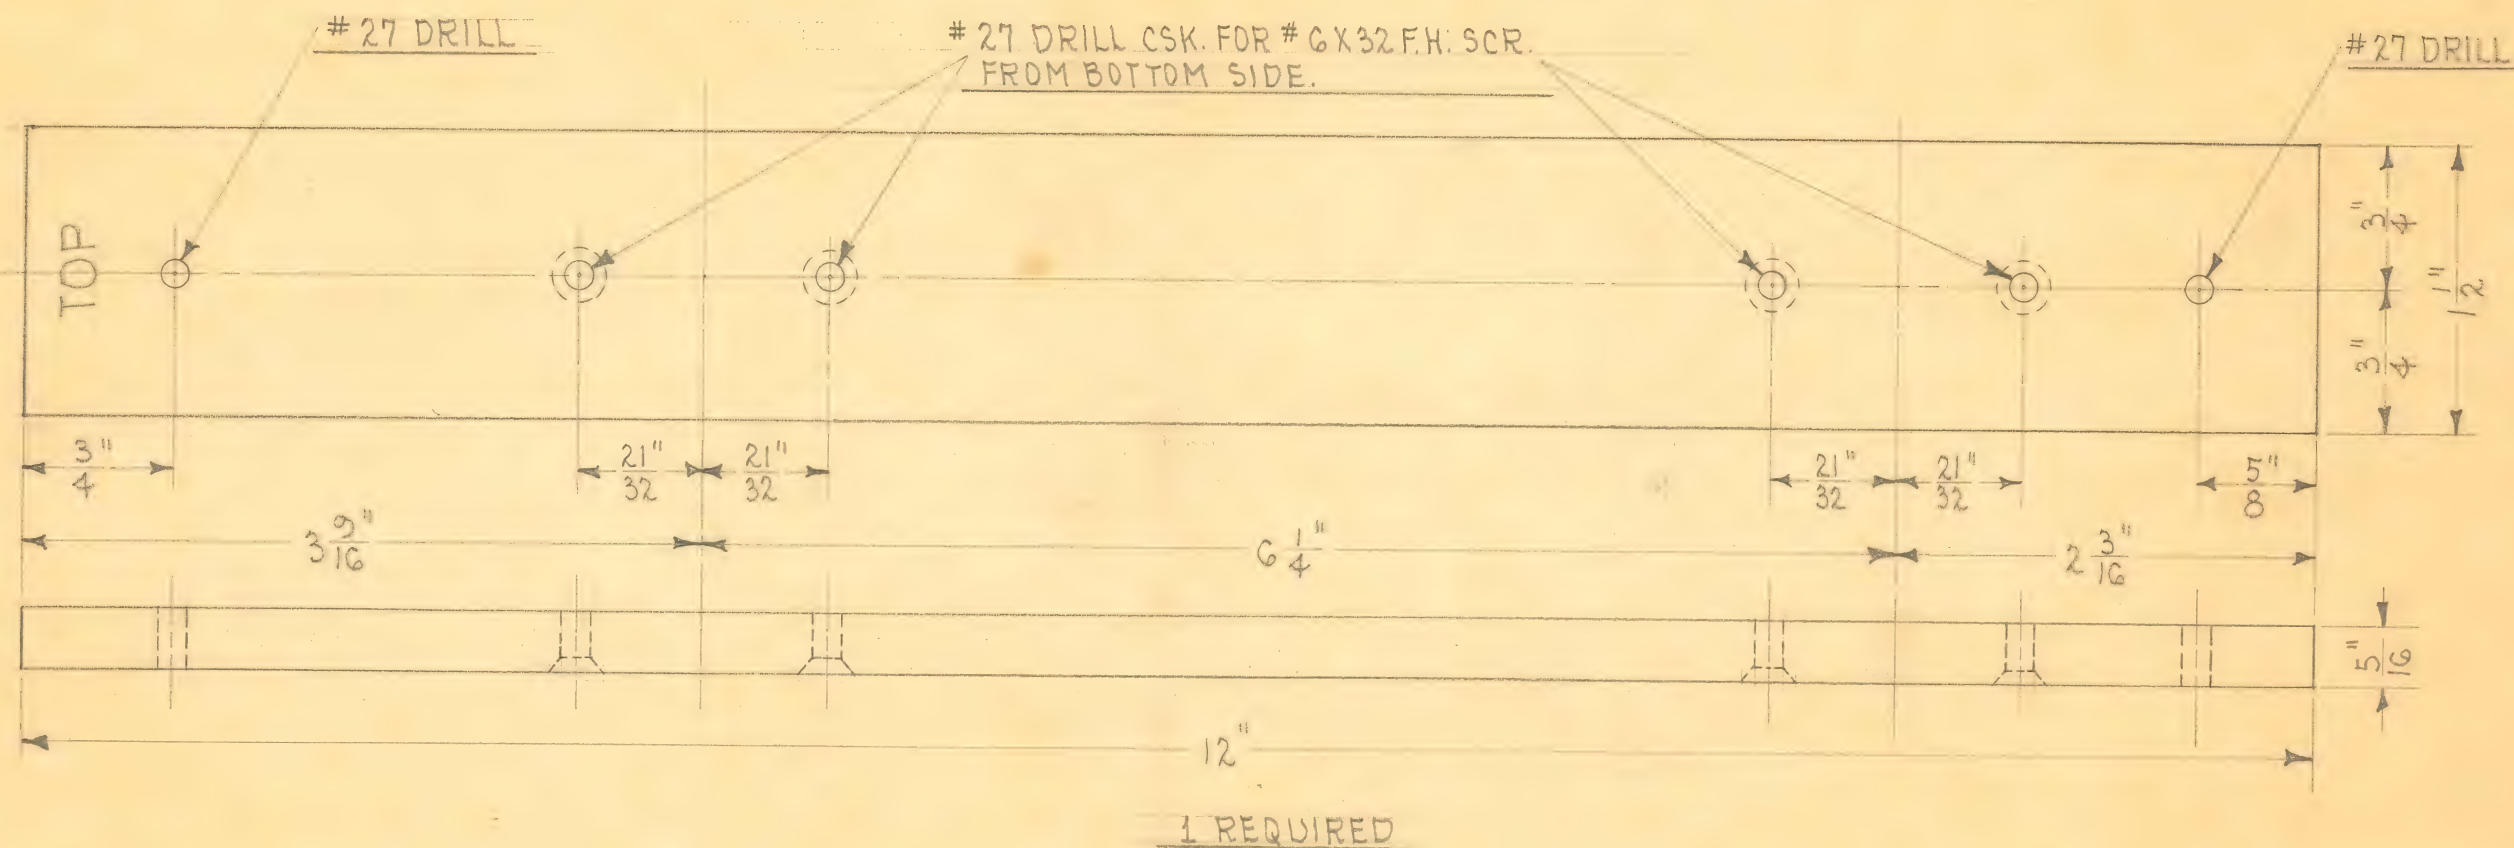 # 27 DRILL
# 27 DRILL CSK. FOR # 6 X 32 F.H. SCR.
FROM BOTTOM SIDE.
# 27 DRILL
TOP
3/4"
1 1/2"
3/4"
3/4"
21/32"
21/32"
21/32"
21/32"
5/8"
3 9/16"
6 1/4"
2 3/16"
5/16"
12"
1 REQUIRED